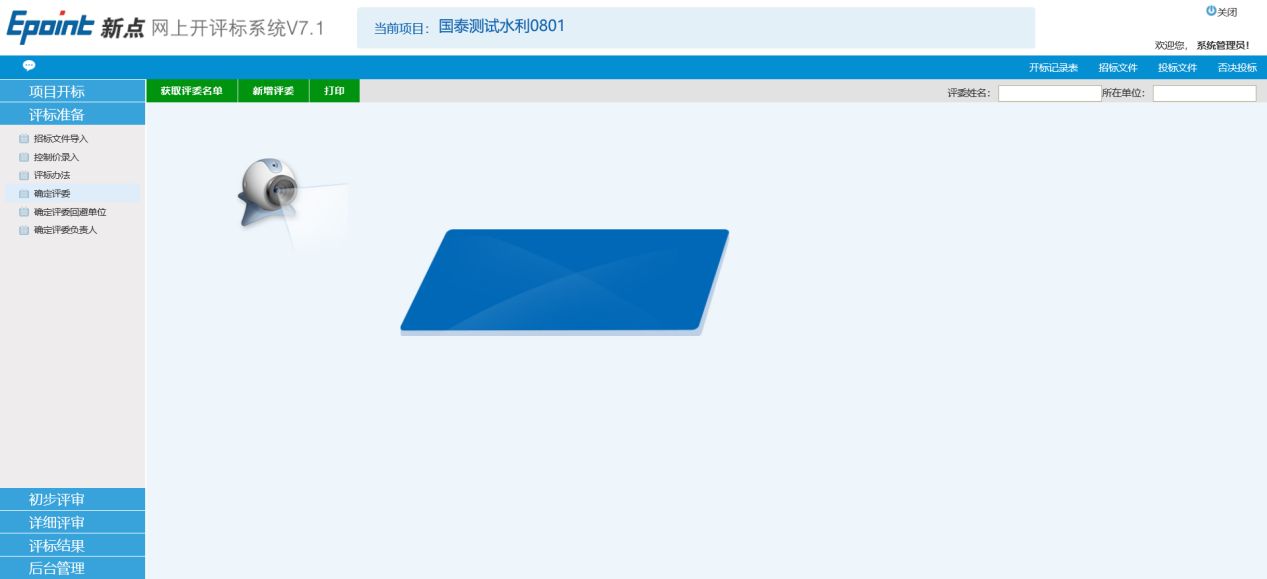 Epoint 新点 网上开评标系统V7.1
当前项目： 国泰测试水利0801
关闭
欢迎您， 系统管理员！
开标记录表 招标文件 投标文件 否决投标
项目开标
评标准备
招标文件导入
控制价录入
评标办法
确定评委
确定评委回避单位
确定评委负责人
初步评审
详细评审
评标结果
后台管理
获取评委名单 新增评委 打印
评委姓名： 所在单位：